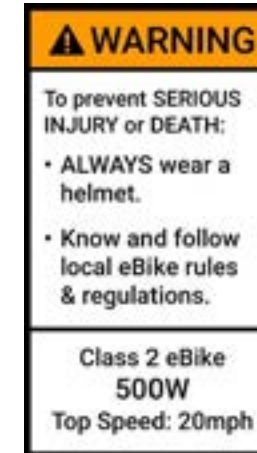 WARNING
To prevent SERIOUS
INJURY or DEATH:
• ALWAYS wear a
helmet.
• Know and follow
local eBike rules
& regulations.
Class 2 eBike
500W
Top Speed: 20mph